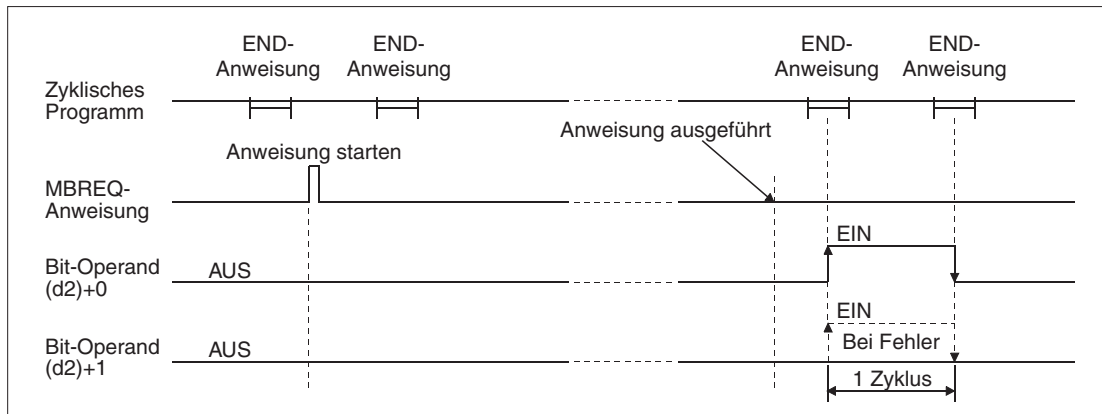 END-
Anweisung
END-
Anweisung
END-
Anweisung
END-
Anweisung
Zyklisches
Programm
Anweisung ausgeführt
Anweisung starten
MBREQ-
Anweisung
EIN
Bit-Operand
(d2)+0
AUS
EIN
Bei Fehler
Bit-Operand
(d2)+1
AUS
1 Zyklus